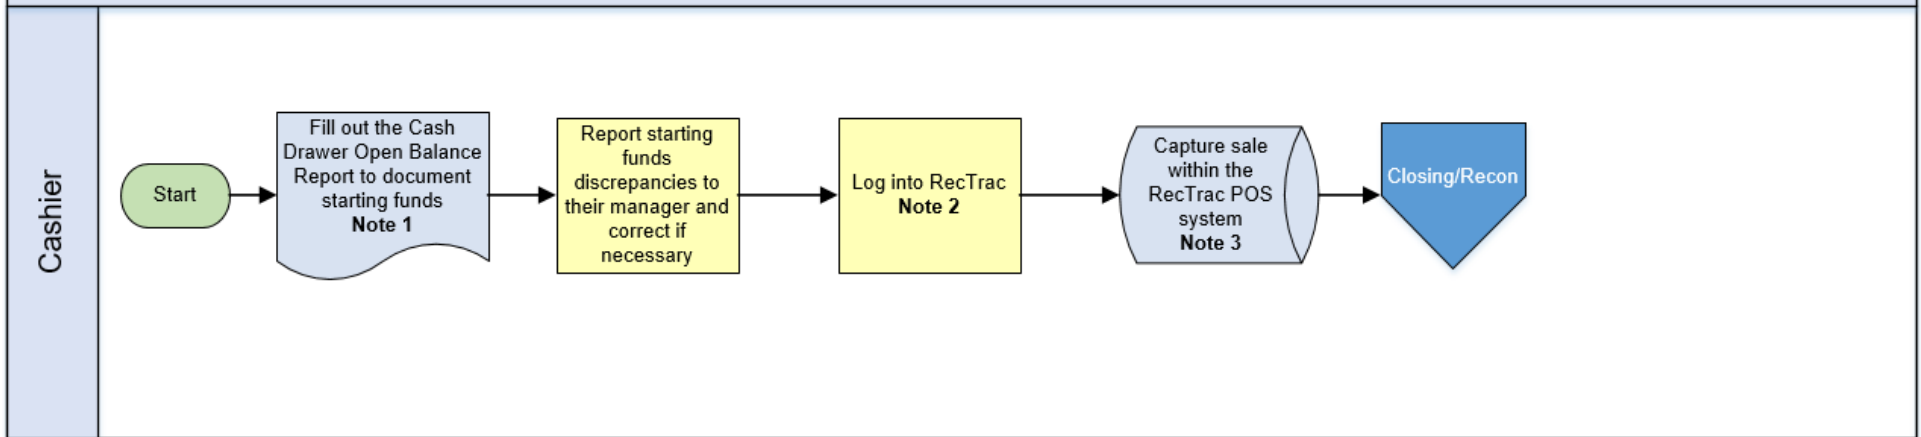 Cashier
Start
Fill out the Cash
Drawer Open Balance
Report to document
starting funds
Note 1
Report starting
funds
discrepancies to
their manager and
correct if
necessary
Log into RecTrac
Note 2
Capture sale
within the
RecTrac POS
system
Note 3
Closing/Recon